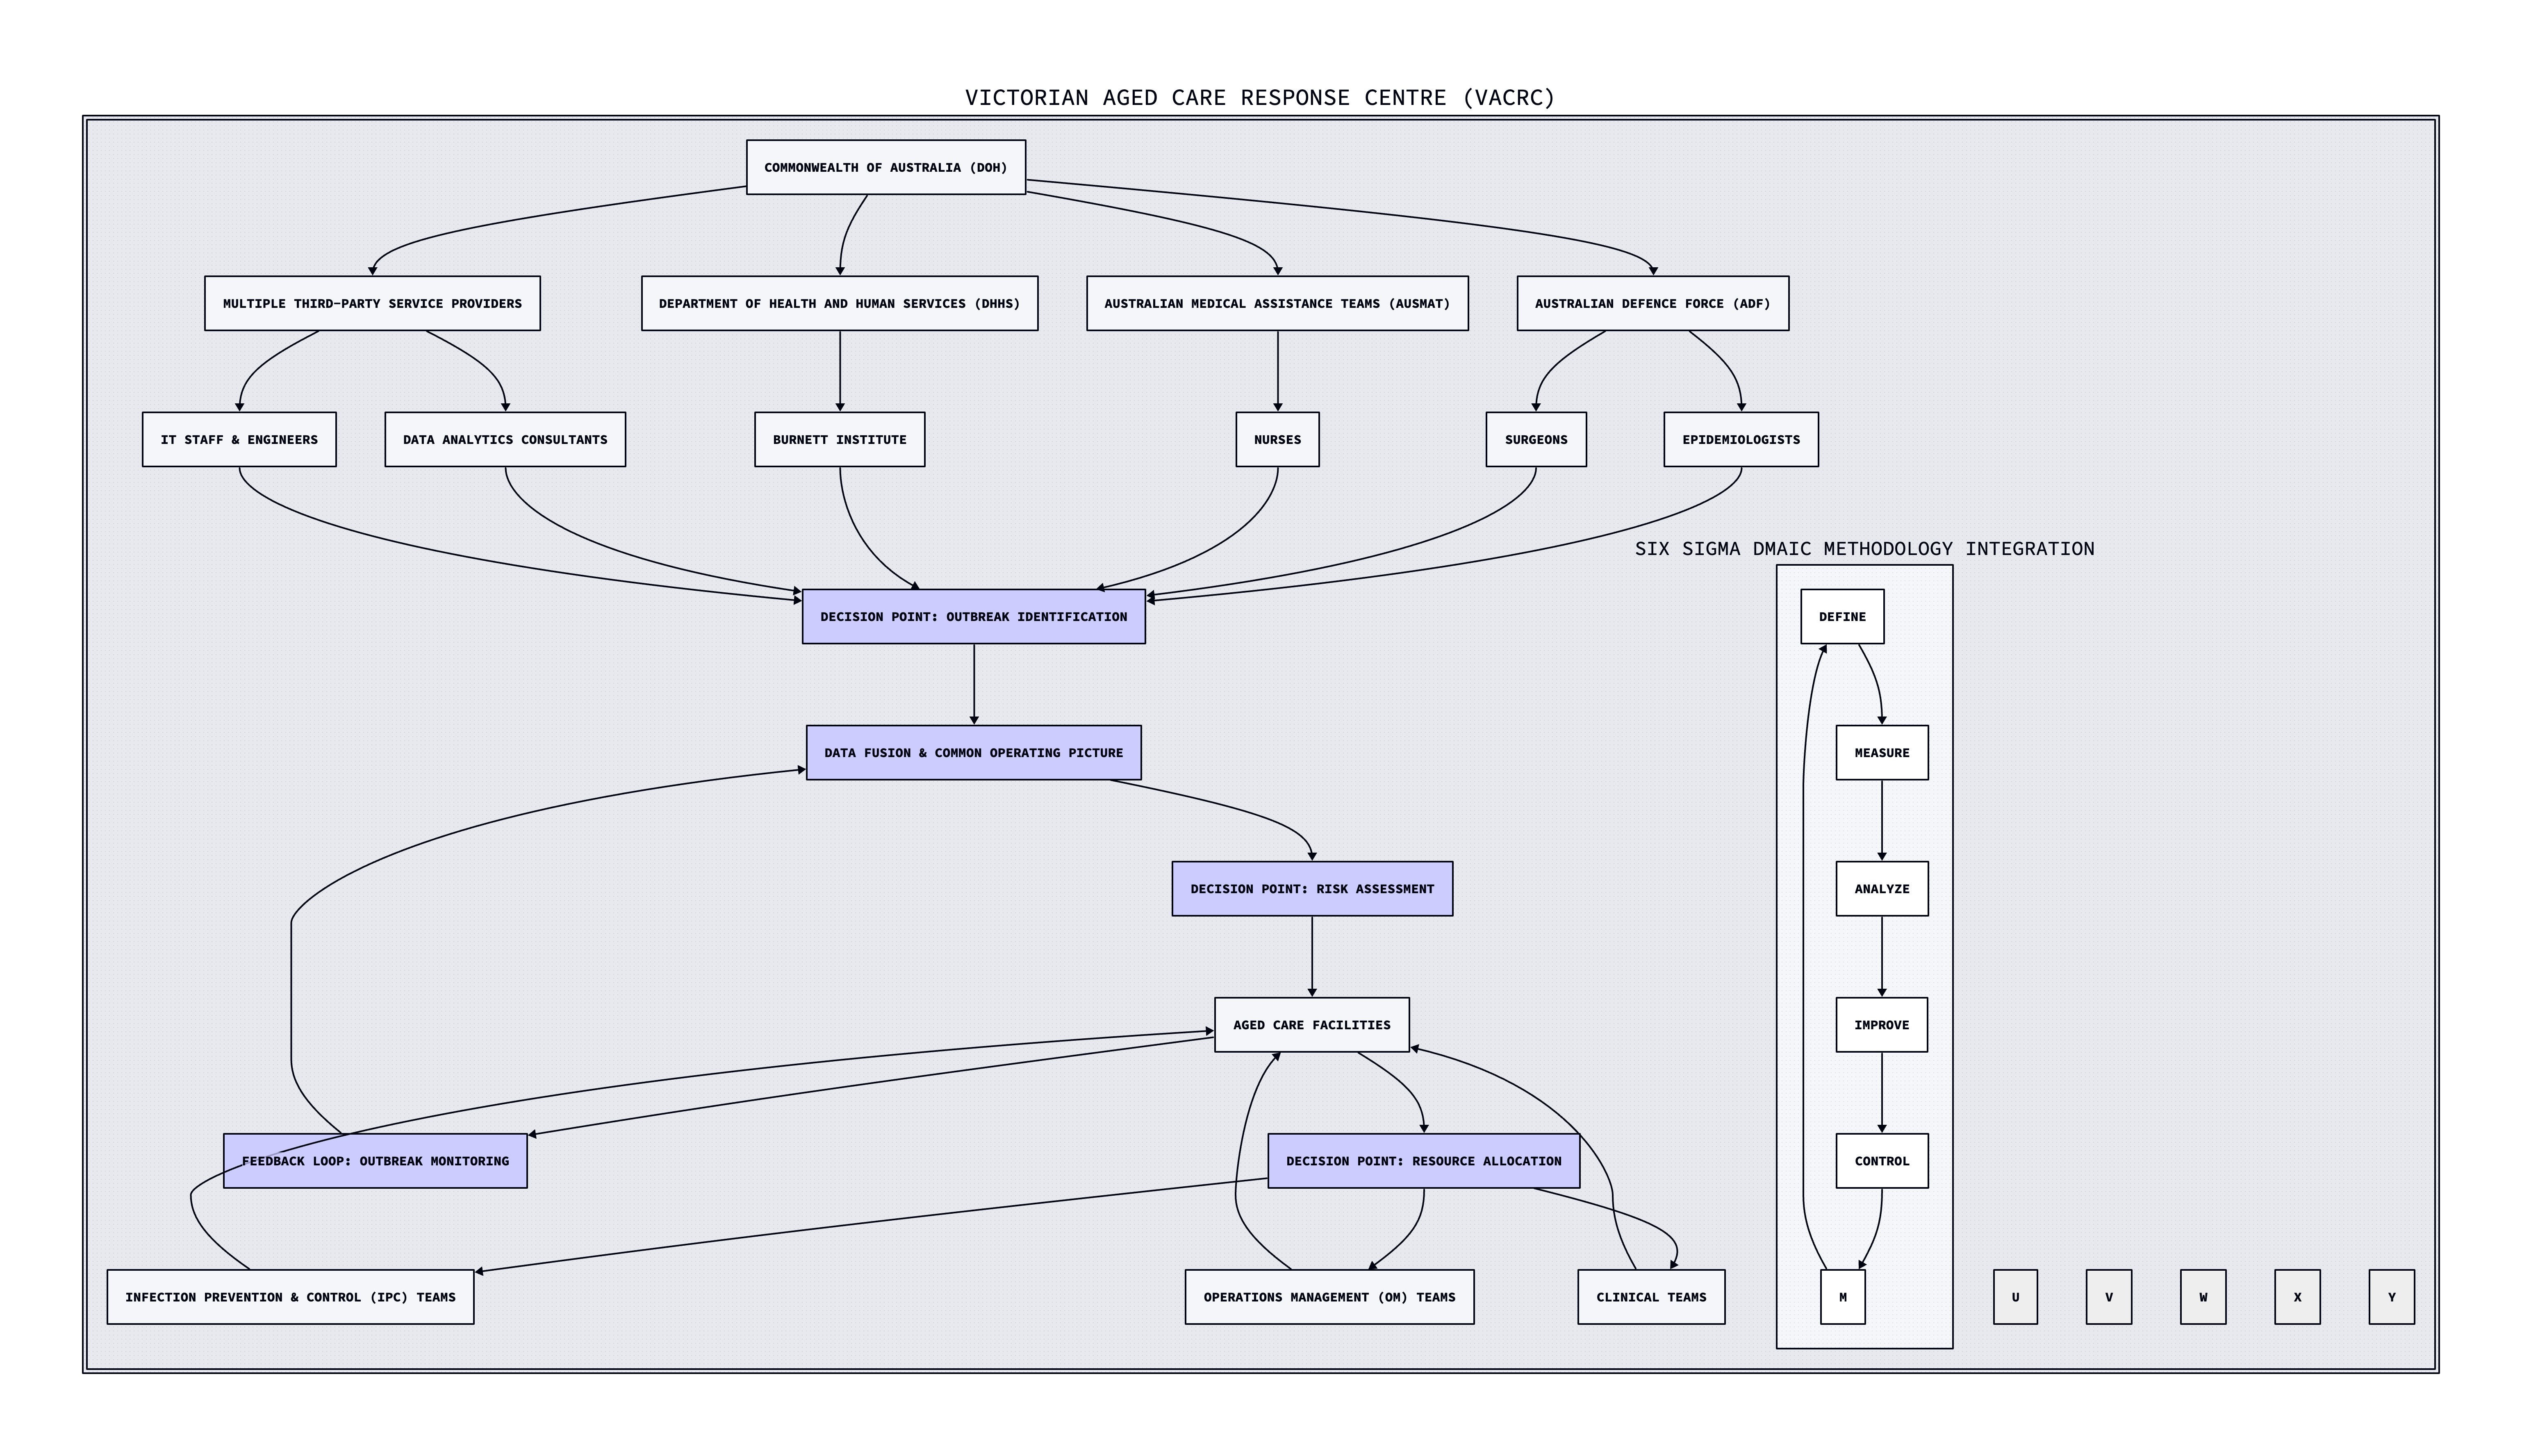 VICTORIAN AGED CARE RESPONSE CENTRE (VACRC)
COMMONWEALTH OF AUSTRALIA (DOH)
MULTIPLE THIRD-PARTY SERVICE PROVIDERS
DEPARTMENT OF HEALTH AND HUMAN SERVICES (DHHS)
AUSTRALIAN MEDICAL ASSISTANCE TEAMS (AUSMAT)
AUSTRALIAN DEFENCE FORCE (ADF)
IT STAFF & ENGINEERS
DATA ANALYTICS CONSULTANTS
BURNETT INSTITUTE
NURSES
SURGEONS
EPIDEMIOLOGISTS
SIX SIGMA DMAIC METHODOLOGY INTEGRATION
DECISION POINT: OUTBREAK IDENTIFICATION
DEFINE
DATA FUSION & COMMON OPERATING PICTURE
MEASURE
DECISION POINT: RISK ASSESSMENT
ANALYZE
AGED CARE FACILITIES
IMPROVE
FEEDBACK LOOP: OUTBREAK MONITORING
DECISION POINT: RESOURCE ALLOCATION
CONTROL
INFECTION PREVENTION & CONTROL (IPC) TEAMS
OPERATIONS MANAGEMENT (OM) TEAMS
CLINICAL TEAMS
M
U
V
W
X
Y